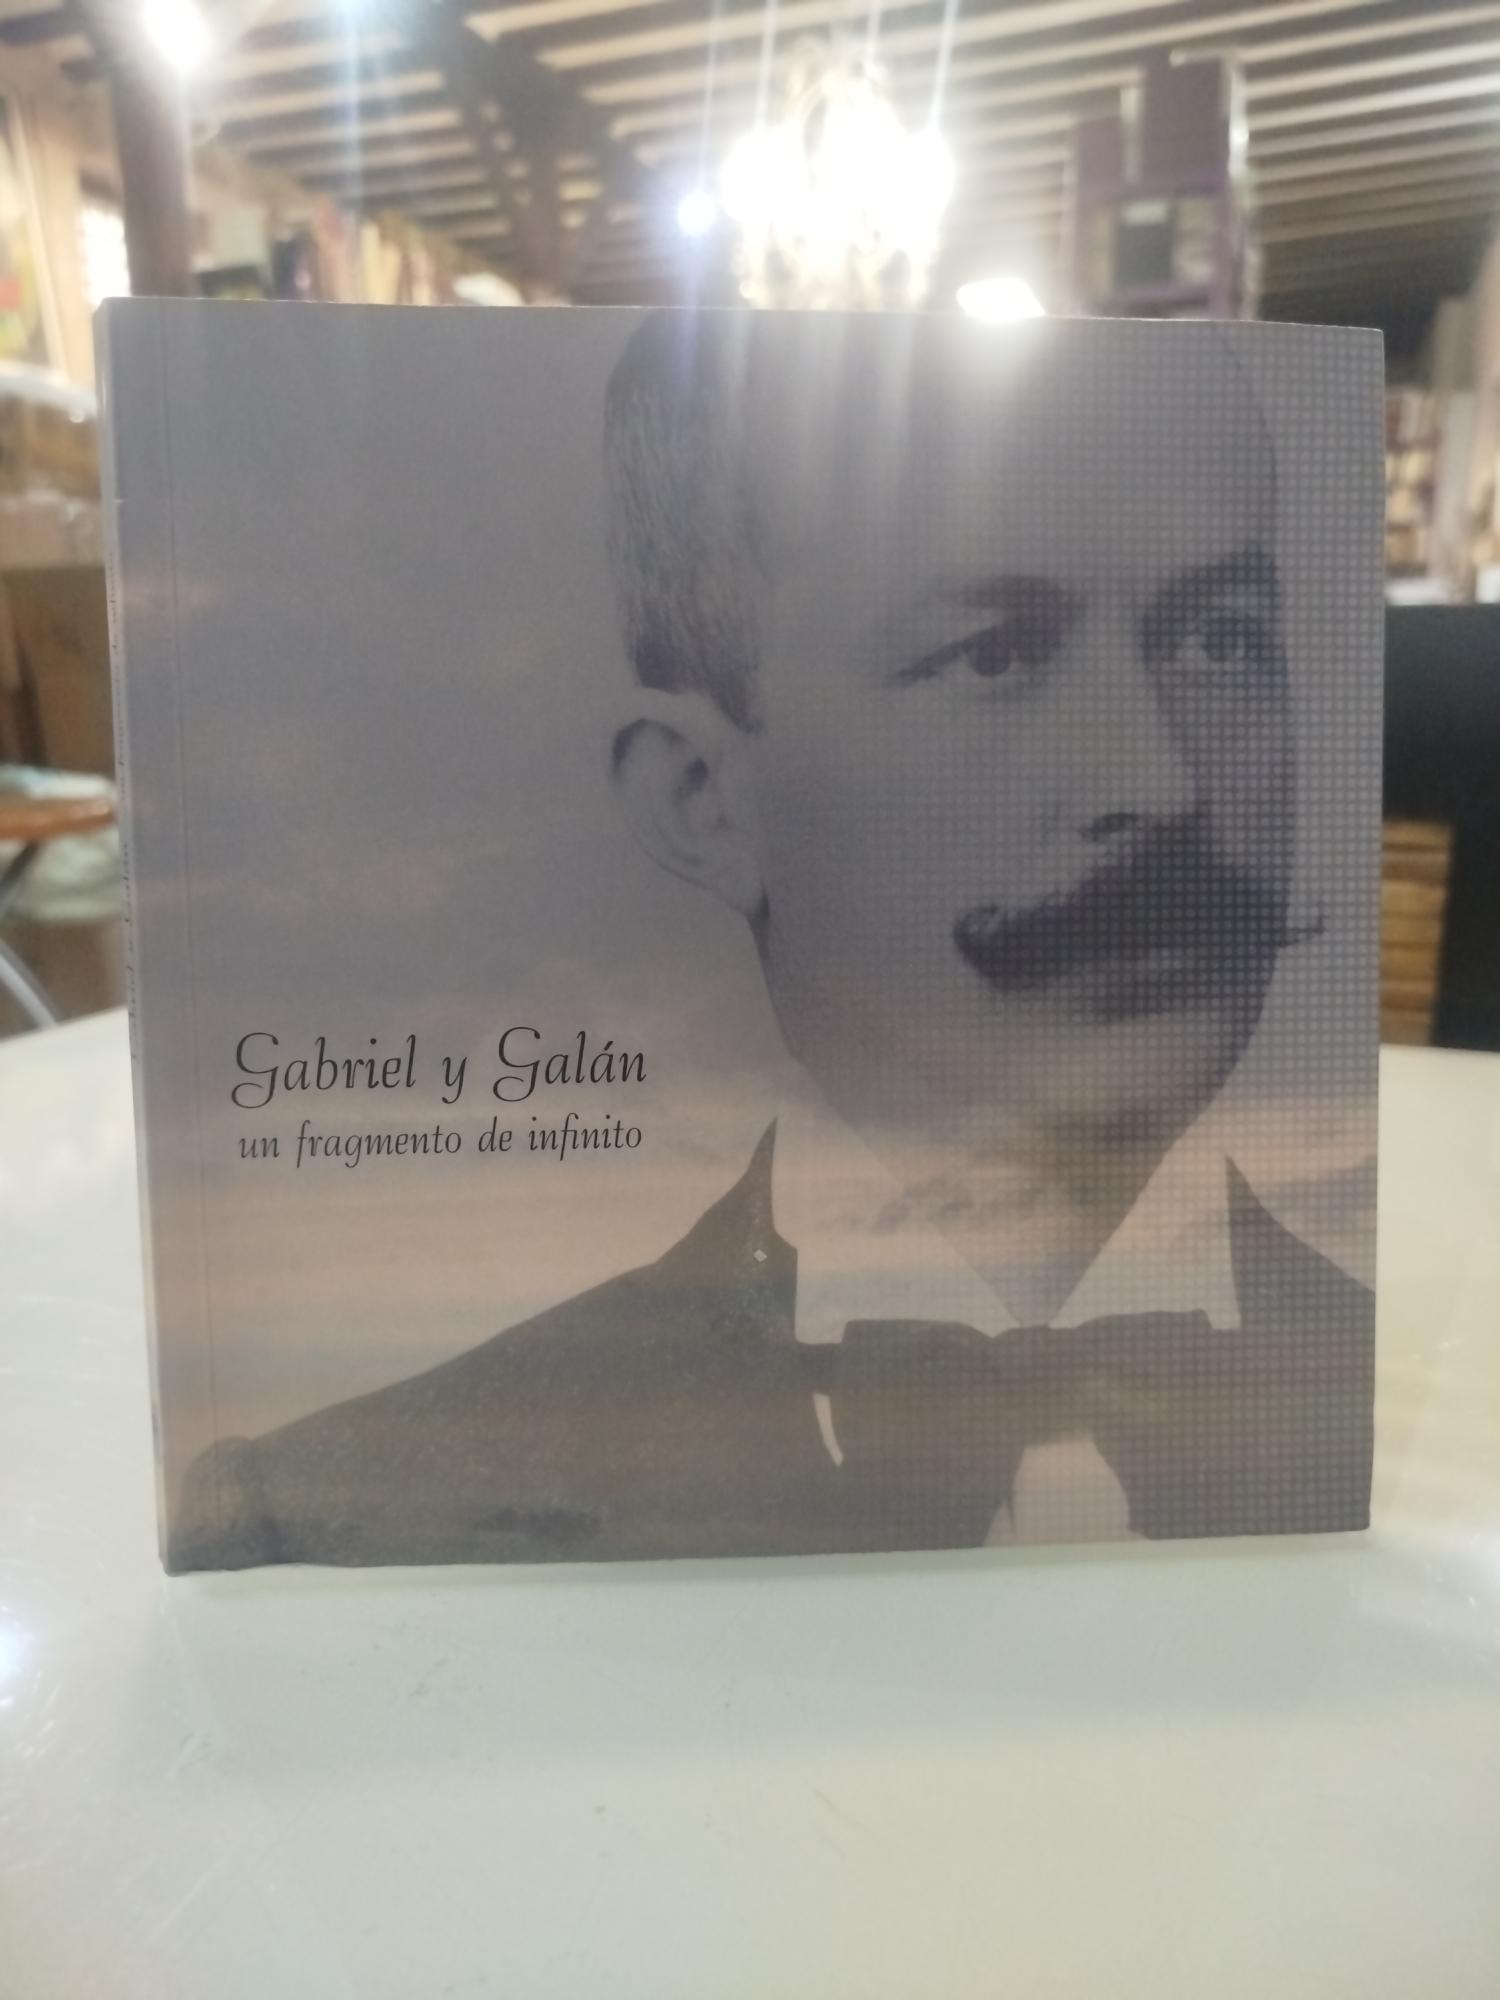 Gabriel y Galán
un fragmento de infinito